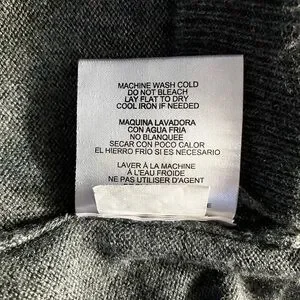 MACHINE WASH COLD
DO NOT BLEACH
LAY FLAT TO DRY
COOL IRON IF NEEDED
MAQUINA LAVADORA
CON AGUA FRIA
NO BLANQUEE
SECAR CON POCO CALOR
EL HIERRO FRIO SI ES NECESARIO
LAVER À LA MACHINE
À L'EAU FROIDE
NE PAS UTILISER D'AGENT